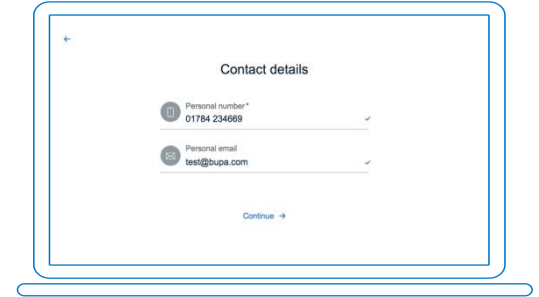 Contact details
Personal number*
01784 234669
Personal email
test@bupa.com
Continue →